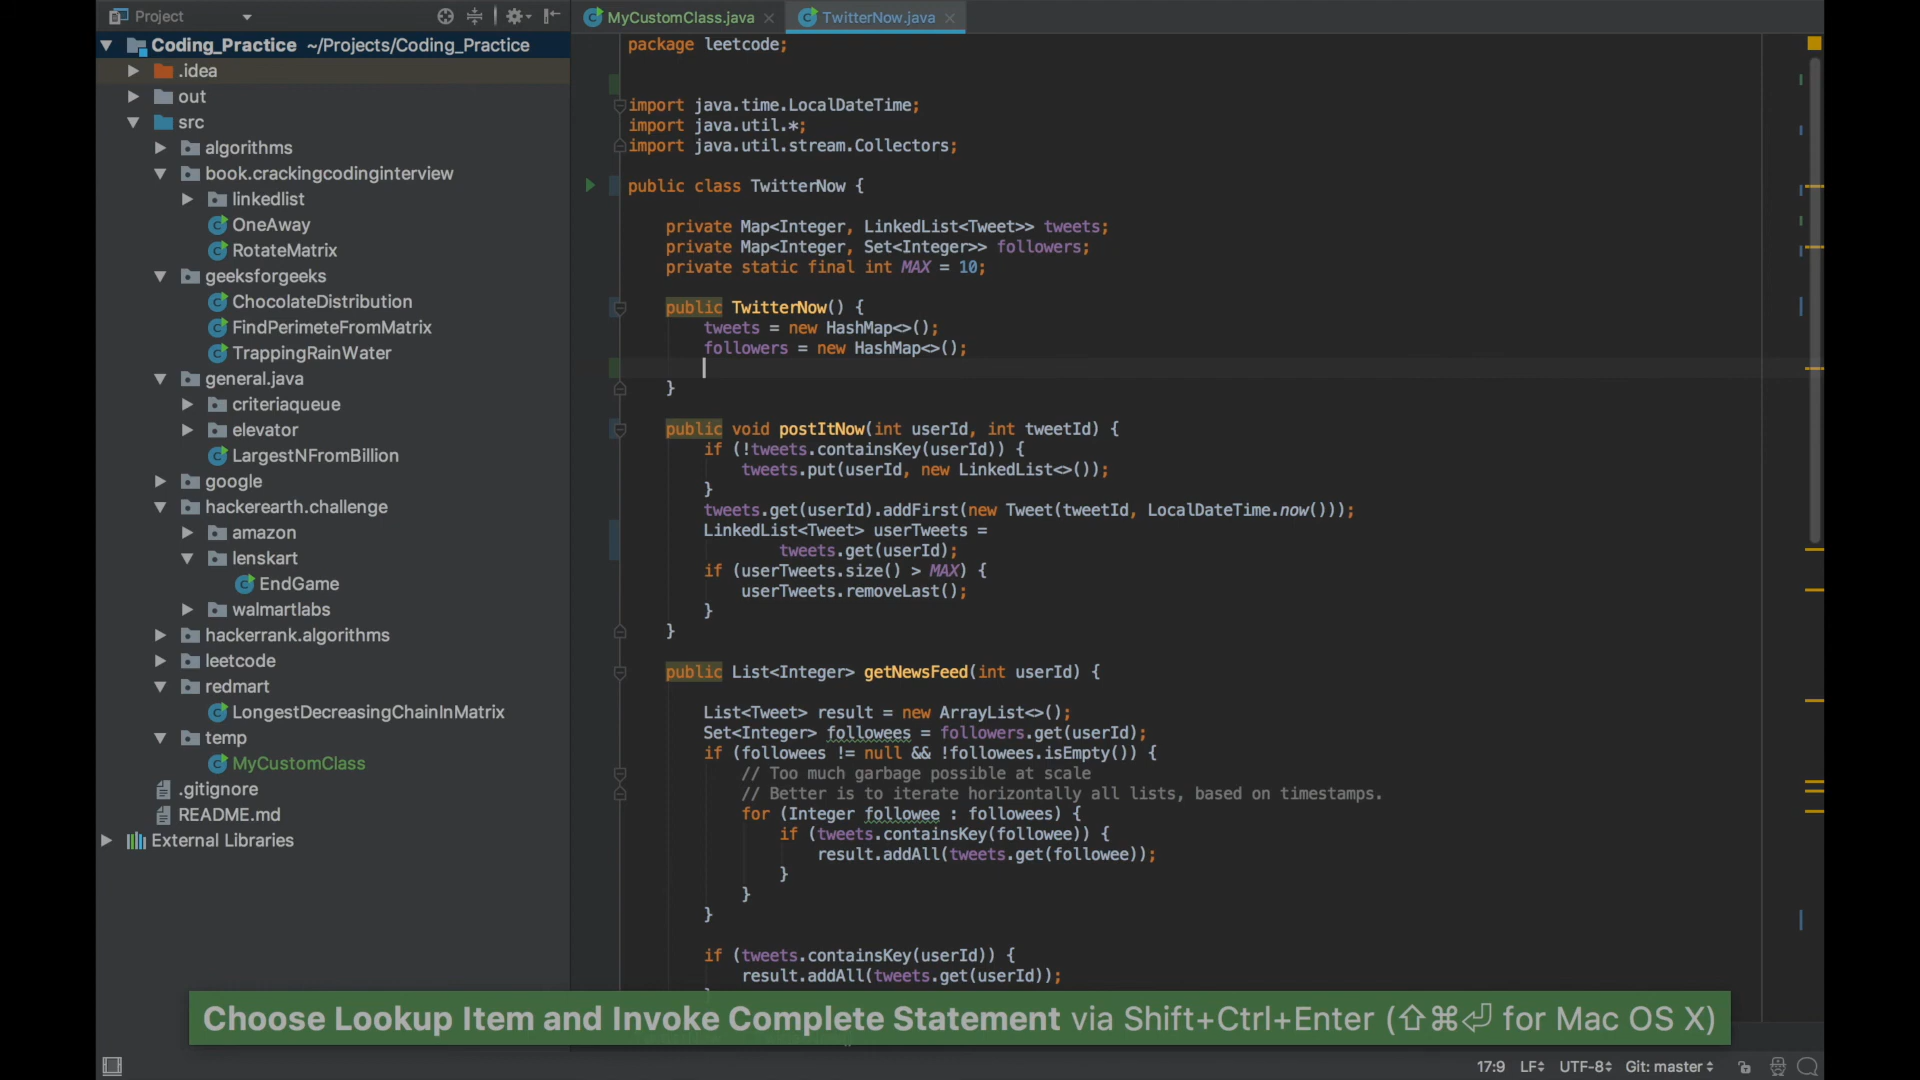 Project
Coding_Practice ~/Projects/Coding_Practice
.idea
out
src
algorithms
book.crackingcodinginterview
linkedlist
OneAway
RotateMatrix
geeksforgeeks
ChocolateDistribution
FindPerimeteFromMatrix
TrappingRainWater
general.java
criteriaqueue
elevator
LargestNFromBillion
google
hackerearth.challenge
amazon
lenskart
EndGame
walmartlabs
hackerrank.algorithms
leetcode
redmart
LongestDecreasingChainInMatrix
temp
MyCustomClass
.gitignore
README.md
External Libraries
MyCustomClass.java
TwitterNow.java
package leetcode;
import java.time.LocalDateTime;
import java.util.*;
import java.util.stream.Collectors;
public class TwitterNow {
private Map<Integer, LinkedList<Tweet>> tweets;
private Map<Integer, Set<Integer>> followers;
private static final int MAX = 10;
public TwitterNow() {
tweets = new HashMap<>();
followers = new HashMap<>();
}
public void postItNow(int userId, int tweetId) {
if (!tweets.containsKey(userId)) {
tweets.put(userId, new LinkedList<>());
}
tweets.get(userId).addFirst(new Tweet(tweetId, LocalDateTime.now()));
LinkedList<Tweet> userTweets =
tweets.get(userId);
if (userTweets.size() > MAX) {
userTweets.removeLast();
}
}
public List<Integer> getNewsFeed(int userId) {
List<Tweet> result = new ArrayList<>();
Set<Integer> followees = followers.get(userId);
if (followees != null && !followees.isEmpty()) {
// Too much garbage possible at scale
// Better is to iterate horizontally all lists, based on timestamps.
for (Integer followee : followees) {
if (tweets.containsKey(followee)) {
result.addAll(tweets.get(followee));
}
}
}
if (tweets.containsKey(userId)) {
result.addAll(tweets.get(userId));
Choose Lookup Item and Invoke Complete Statement via Shift+Ctrl+Enter (⇧⌘⏎ for Mac OS X)
17:9 LF UTF-8 Git: master